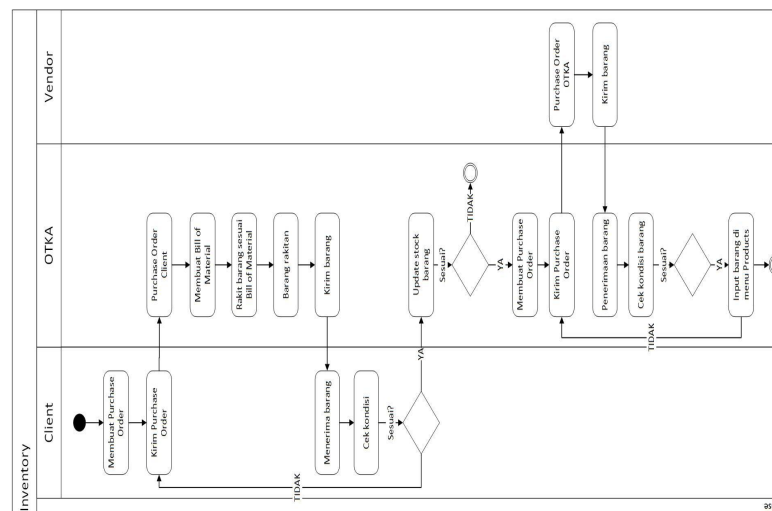 Inventory
Client
OTKA
Vendor
Membuat Purchase
Order
Kirim Purchase
Order
TIDAK
Purchase Order
Client
Membuat Bill of
Material
Rakit barang sesuai
Bill of Material
Barang rakitan
Kirim barang
Menerima barang
Cek kondisi
Sesuai?
YA
Update stock
barang
Sesuai?
TIDAK
YA
Membuat Purchase
Order
Kirim Purchase
Order
Purchase Order
OTKA
Kirim barang
Penerimaan barang
Cek kondisi barang
Sesuai?
YA
TIDAK
Input barang di
menu Products
se